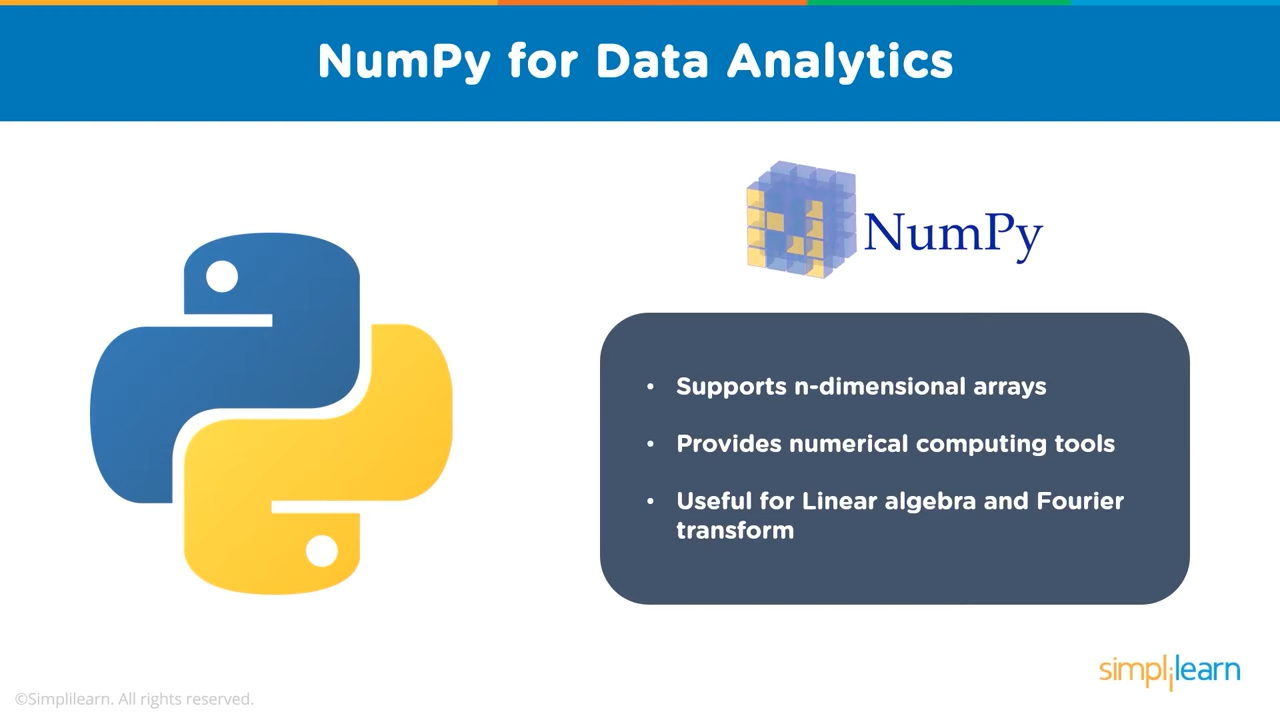 NumPy for Data Analytics
NumPy
• Supports n-dimensional arrays
• Provides numerical computing tools
• Useful for Linear algebra and Fourier
transform
simplilearn
©Simplilearn. All rights reserved.